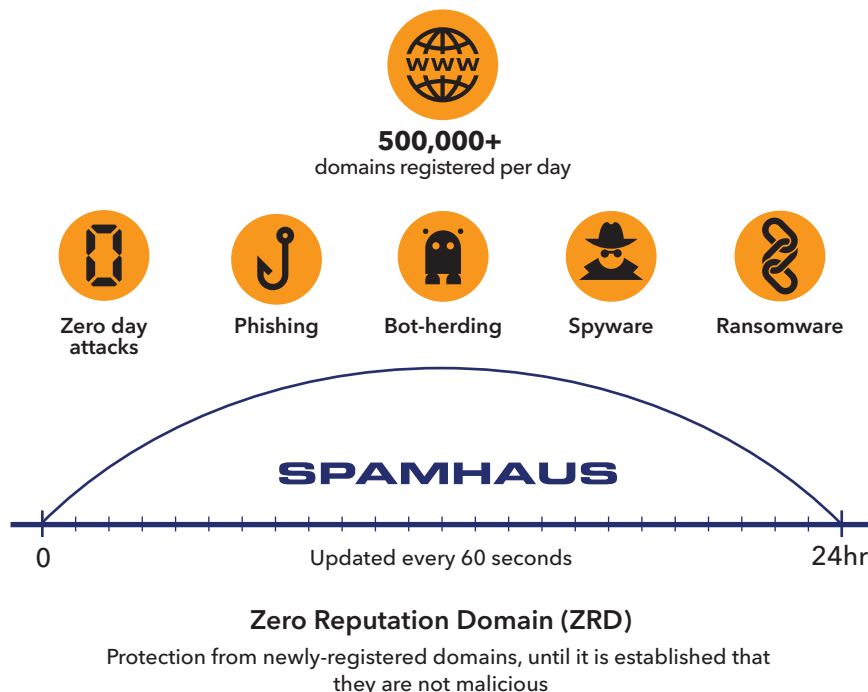 WWW
500,000+
domains registered per day
Zero day
attacks
Phishing
Bot-herding
Spyware
Ransomware
SPAMHAUS
0
Updated every 60 seconds
24hr
Zero Reputation Domain (ZRD)
Protection from newly-registered domains, until it is established that
they are not malicious